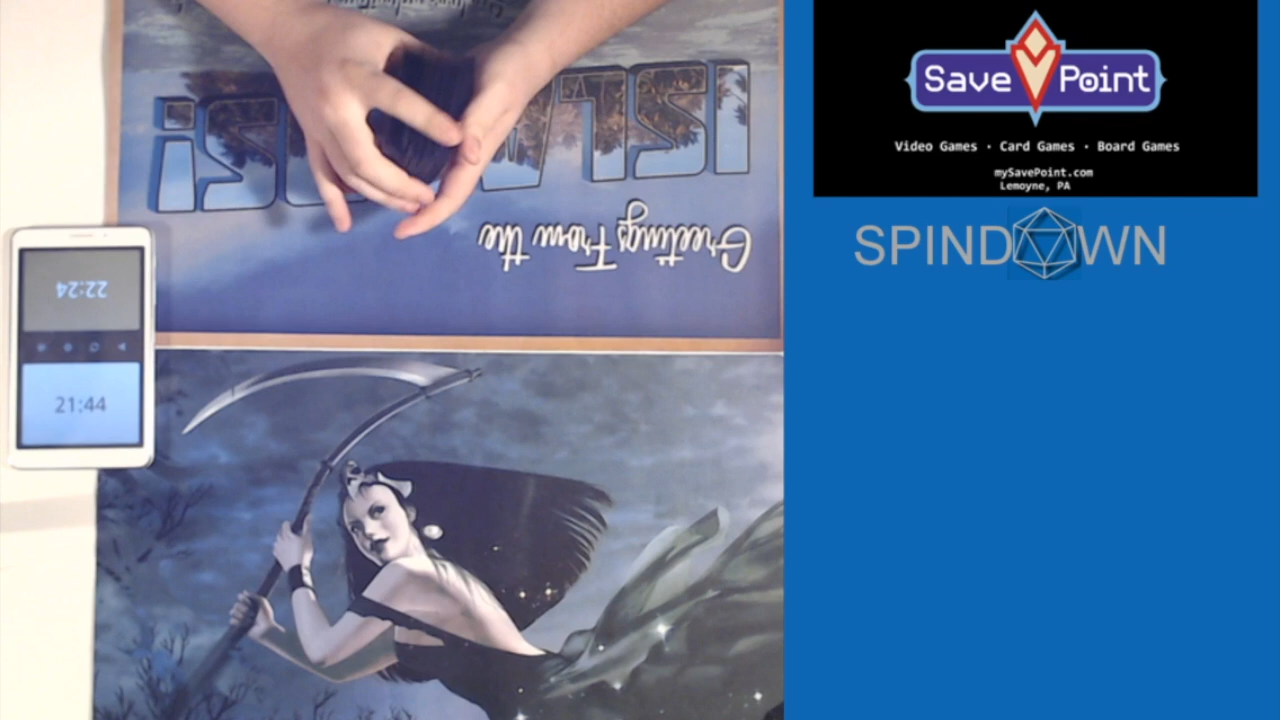 Greetings From the
ISLANDS!
22:24
21:44
Save Point
Video Games · Card Games · Board Games
mySavePoint.com
Lemoyne, PA
SPINDOWN